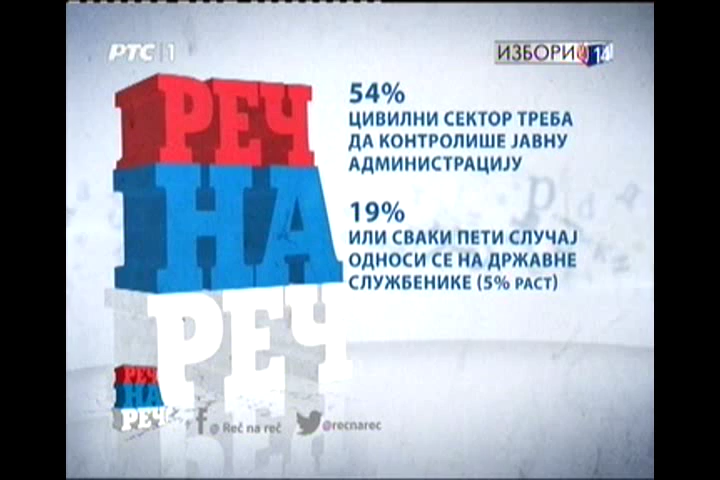 РТС 1
ИЗБОРИ 14
РЕЧ
НА
РЕЧ
54%
ЦИВИЛНИ СЕКТОР ТРЕБА
ДА КОНТРОЛИШЕ ЈАВНУ
АДМИНИСТРАЦИЈУ
19%
ИЛИ СВАКИ ПЕТИ СЛУЧАЈ
ОДНОСИ СЕ НА ДРЖАВНЕ
СЛУЖБЕНИКЕ (5% РАСТ)
РЕЧ
НА
РЕЧ
@ Reč na reč
@recnarec